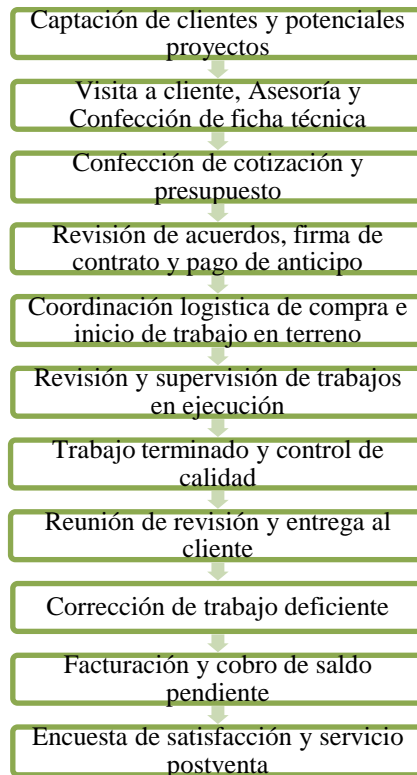 Captación de clientes y potenciales
proyectos
Visita a cliente, Asesoría y
Confección de ficha técnica
Confección de cotización y
presupuesto
Revisión de acuerdos, firma de
contrato y pago de anticipo
Coordinación logistica de compra e
inicio de trabajo en terreno
Revisión y supervisión de trabajos
en ejecución
Trabajo terminado y control de
calidad
Reunión de revisión y entrega al
cliente
Corrección de trabajo deficiente
Facturación y cobro de saldo
pendiente
Encuesta de satisfacción y servicio
postventa